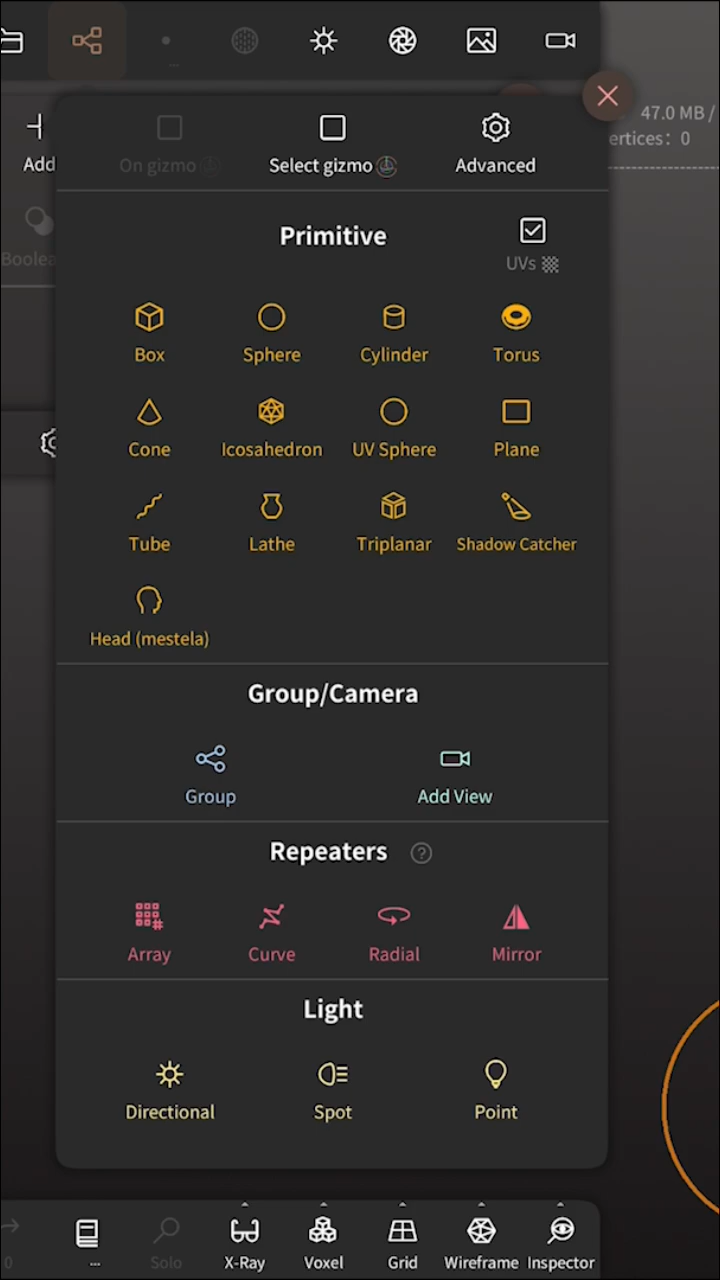 47.0 MB /
ertices: 0
Add
On gizmo
Select gizmo
Advanced
Boolea
Primitive
UVs
Box
Sphere
Cylinder
Torus
Cone
Icosahedron
UV Sphere
Plane
Tube
Lathe
Triplanar
Shadow Catcher
Head (mestela)
Group/Camera
Group
Add View
Repeaters ?
Array
Curve
Radial
Mirror
Light
Directional
Spot
Point
0
...
Solo
X-Ray
Voxel
Grid
Wireframe
Inspector